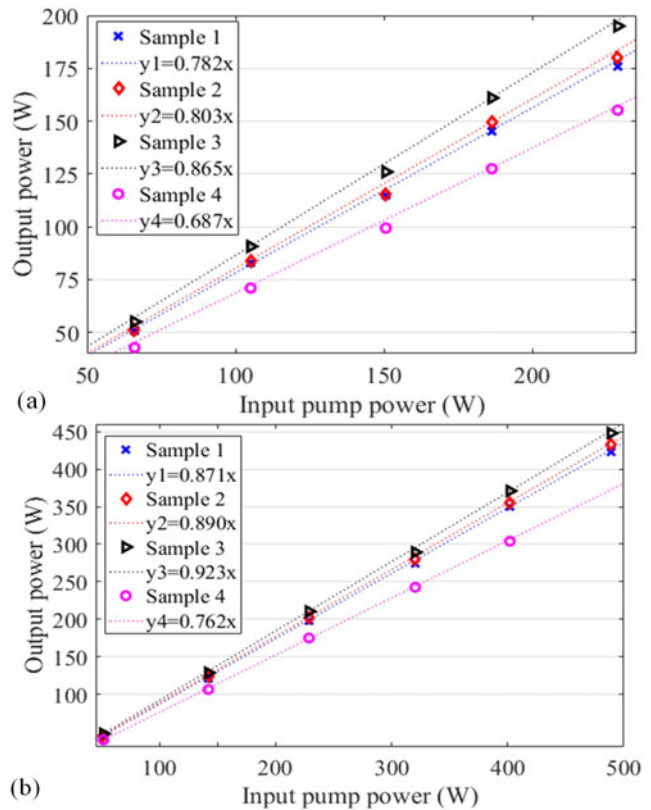 200
175
150
125
100
75
50
Output power (W)
Sample 1
y1=0.782x
Sample 2
y2=0.803x
Sample 3
y3=0.865x
Sample 4
y4=0.687x
50
100
150
200
Input pump power (W)
(a)
450
400
350
300
250
200
150
100
Output power (W)
Sample 1
y1=0.871x
Sample 2
y2=0.890x
Sample 3
y3=0.923x
Sample 4
y4=0.762x
100
200
300
400
500
Input pump power (W)
(b)